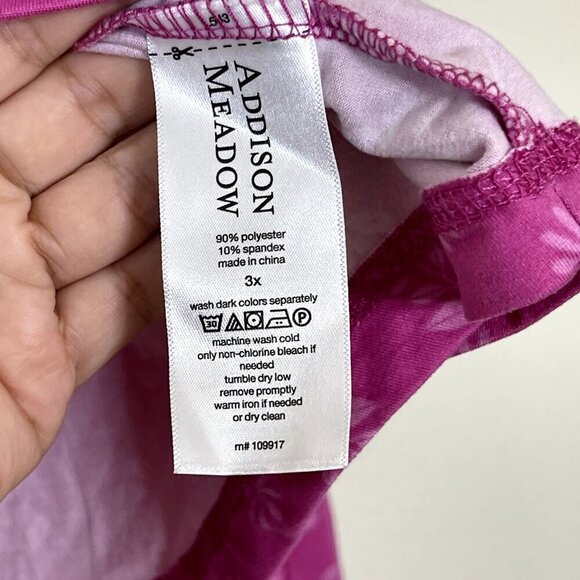 ADDISON
MEADOW
90% polyester
10% spandex
made in china
3x
wash dark colors separately
30 P
machine wash cold
only non-chlorine bleach if
needed
tumble dry low
remove promptly
warm iron if needed
or dry clean
rn# 109917